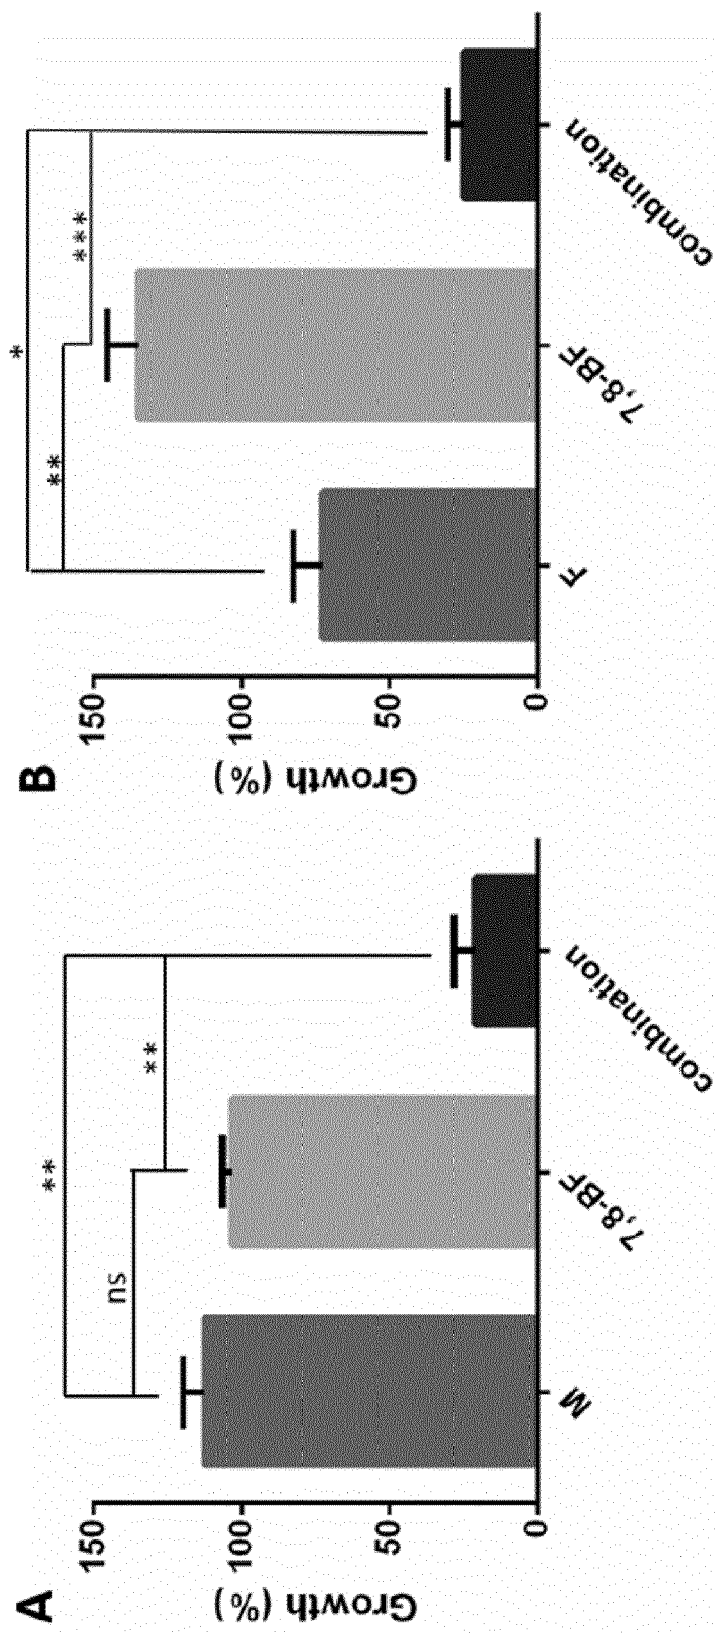 A
Growth (%)
150
100
50
0
**
ns
**
M
7,8-BF
combination
B
Growth (%)
150
100
50
0
*
**
***
F
7,8-BF
combination